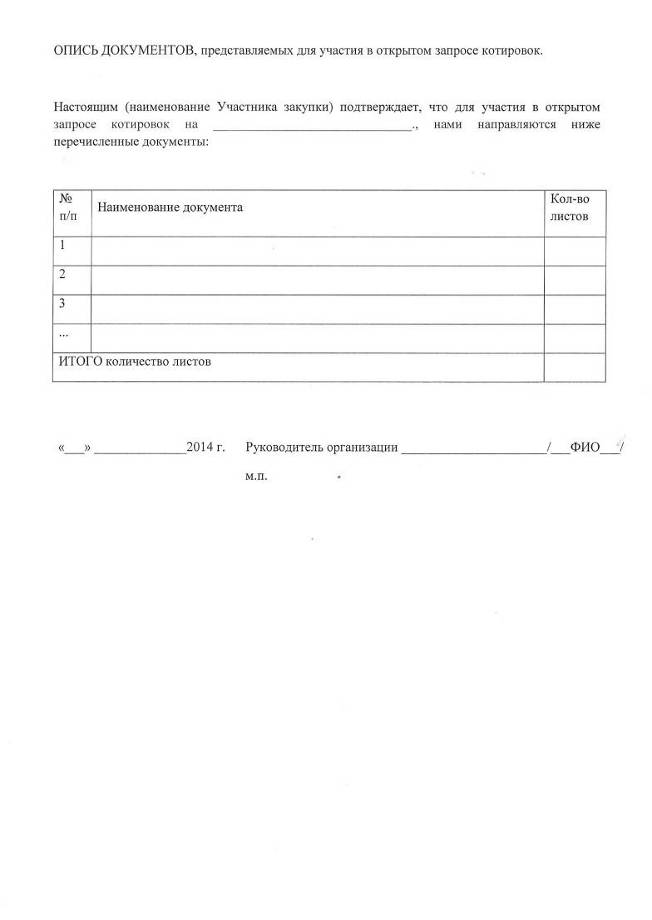 ОПИСЬ ДОКУМЕНТОВ, представляемых для участия в открытом запросе котировок.
Настоящим (наименование Участника закупки) подтверждает, что для участия в открытом
запросе котировок на ______________________________., нами направляются ниже
перечисленные документы:
№
п/п
Наименование документа
Кол-во
листов
1
2
3
...
ИТОГО количество листов
«___» ______________2014 г. Руководитель организации ______________________/___ФИО___/
м.п.